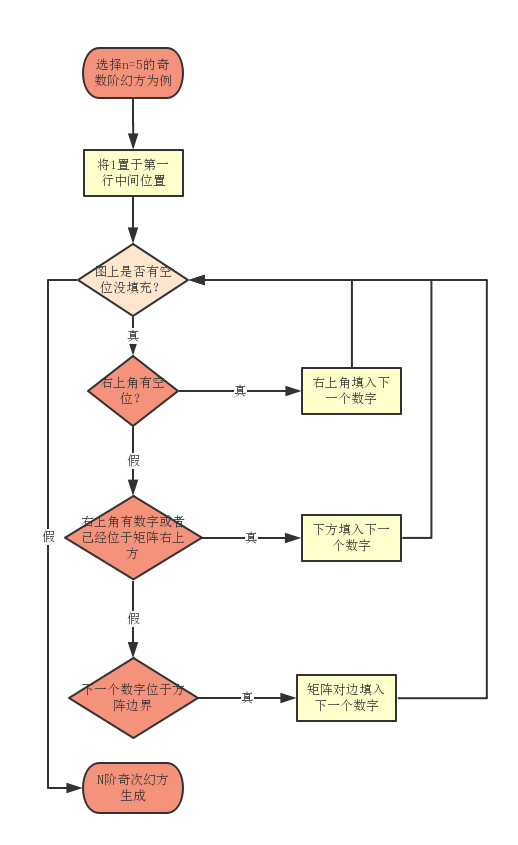 选择n=5的奇
数阶幻方为例
将1置于第一
行中间位置
图上是否有空
位没填充？
真
右上角有空
位？
真
右上角填入下
一个数字
假
右上角有数字或者
已经位于矩阵右上
方
真
下方填入下一
个数字
假
假
下一个数字位于方
阵边界
真
矩阵对边填入
下一个数字
N阶奇次幻方
生成